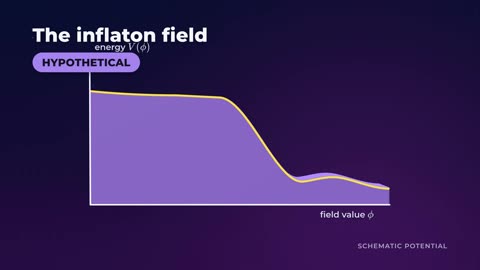 The inflaton field
energy V(ϕ)
HYPOTHETICAL
field value ϕ
SCHEMATIC POTENTIAL